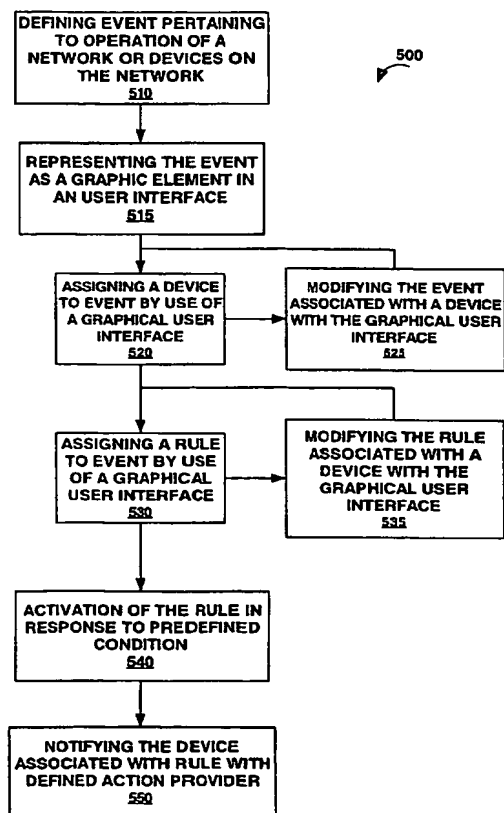 DEFINING EVENT PERTAINING
TO OPERATION OF A
NETWORK OR DEVICES ON
THE NETWORK
510
500
REPRESENTING THE EVENT
AS A GRAPHIC ELEMENT IN
AN USER INTERFACE
515
ASSIGNING A DEVICE
TO EVENT BY USE OF
A GRAPHICAL USER
INTERFACE
520
MODIFYING THE EVENT
ASSOCIATED WITH A DEVICE
WITH THE GRAPHICAL USER
INTERFACE
525
ASSIGNING A RULE
TO EVENT BY USE
OF A GRAPHICAL
USER INTERFACE
530
MODIFYING THE RULE
ASSOCIATED WITH A
DEVICE WITH THE
GRAPHICAL USER
INTERFACE
535
ACTIVATION OF THE RULE IN
RESPONSE TO PREDEFINED
CONDITION
540
NOTIFYING THE DEVICE
ASSOCIATED WITH RULE WITH
DEFINED ACTION PROVIDER
550